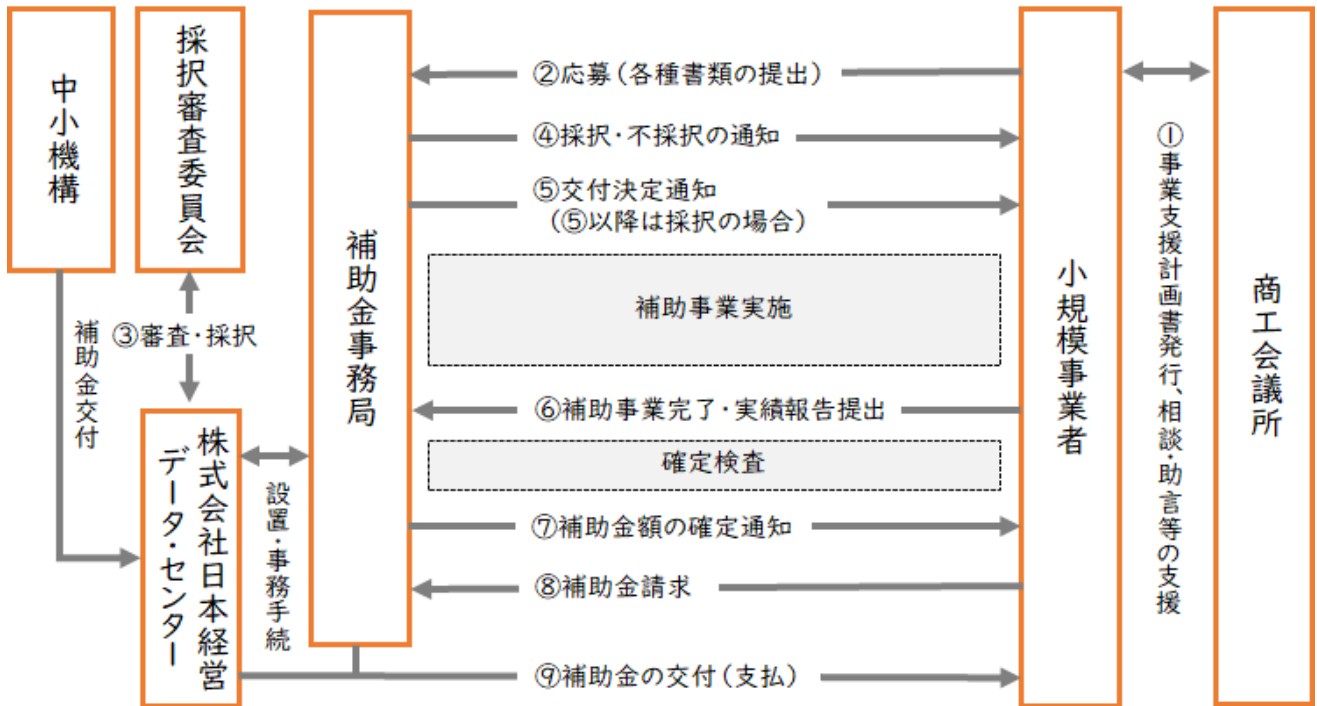 中小機構
採択審査委員会
補助金事務局
小規模事業者
商工会議所
株式会社日本経営
データ・センター
補助金交付
③審査・採択
設置・事務手続
①事業支援計画書発行、相談・助言等の支援
②応募(各種書類の提出)
④採択・不採択の通知
⑤交付決定通知
(⑤以降は採択の場合)
補助事業実施
⑥補助事業完了・実績報告提出
確定検査
⑦補助金額の確定通知
⑧補助金請求
⑨補助金の交付(支払)